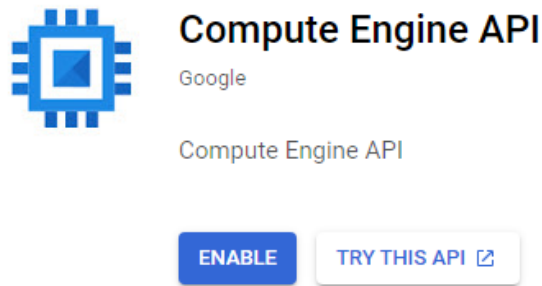 Compute Engine API
Google
Compute Engine API
ENABLE
TRY THIS API